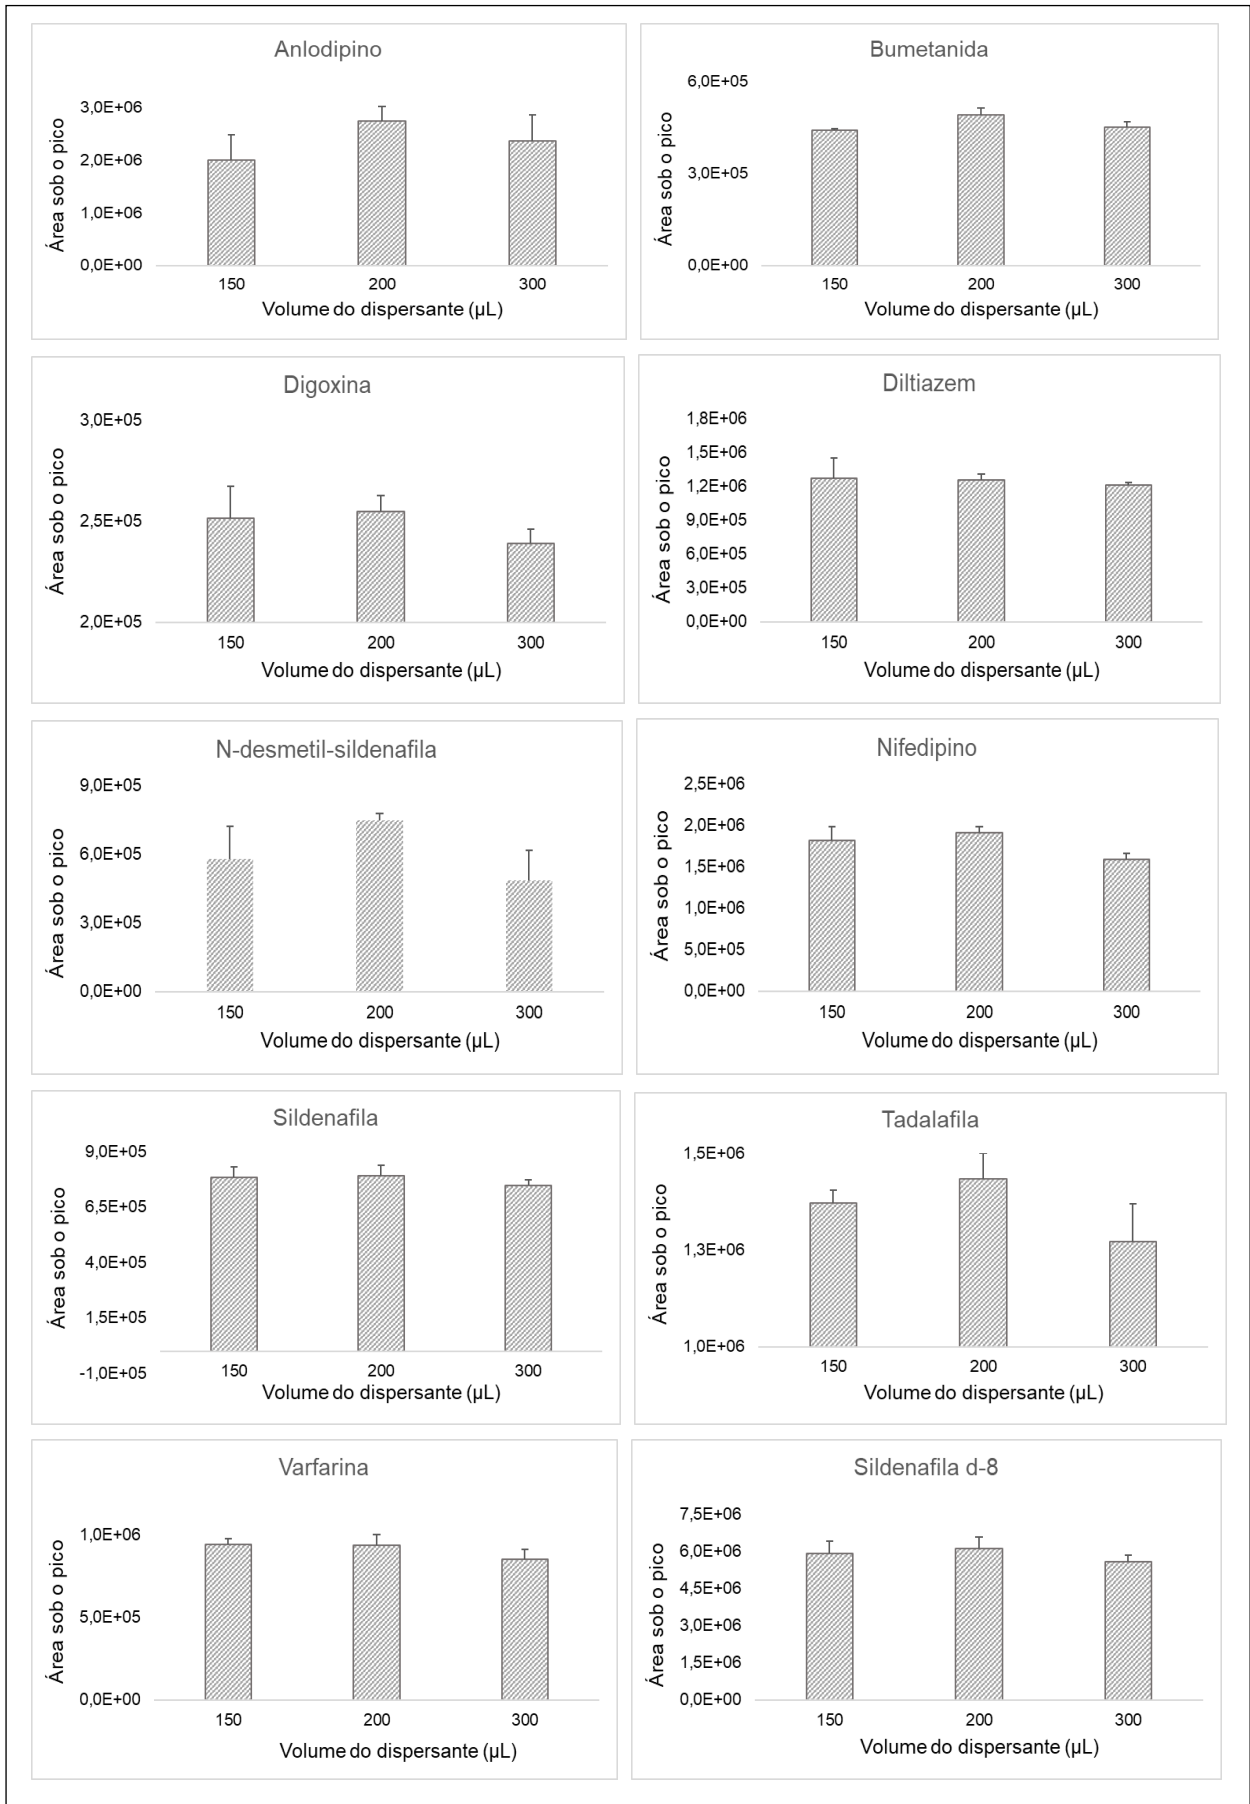 Anlodipino
Área sob o pico
3,0E+06
2,0E+06
1,0E+06
0,0E+00
150 200 300
Volume do dispersante (µL)
Bumetanida
Área sob o pico
6,0E+05
3,0E+05
0,0E+00
150 200 300
Volume do dispersante (µL)
Digoxina
Área sob o pico
3,0E+05
2,5E+05
2,0E+05
150 200 300
Volume do dispersante (µL)
Diltiazem
Área sob o pico
1,8E+06
1,5E+06
1,2E+06
9,0E+05
6,0E+05
3,0E+05
0,0E+00
150 200 300
Volume do dispersante (µL)
N-desmetil-sildenafila
Área sob o pico
9,0E+05
6,0E+05
3,0E+05
0,0E+00
150 200 300
Volume do dispersante (µL)
Nifedipino
Área sob o pico
2,5E+06
2,0E+06
1,5E+06
1,0E+06
5,0E+05
0,0E+00
150 200 300
Volume do dispersante (µL)
Sildenafila
Área sob o pico
9,0E+05
6,5E+05
4,0E+05
1,5E+05
-1,0E+05
150 200 300
Volume do dispersante (µL)
Tadalafila
Área sob o pico
1,5E+06
1,3E+06
1,0E+06
150 200 300
Volume do dispersante (µL)
Varfarina
Área sob o pico
1,0E+06
5,0E+05
0,0E+00
150 200 300
Volume do dispersante (µL)
Sildenafila d-8
Área sob o pico
7,5E+06
6,0E+06
4,5E+06
3,0E+06
1,5E+06
0,0E+00
150 200 300
Volume do dispersante (µL)